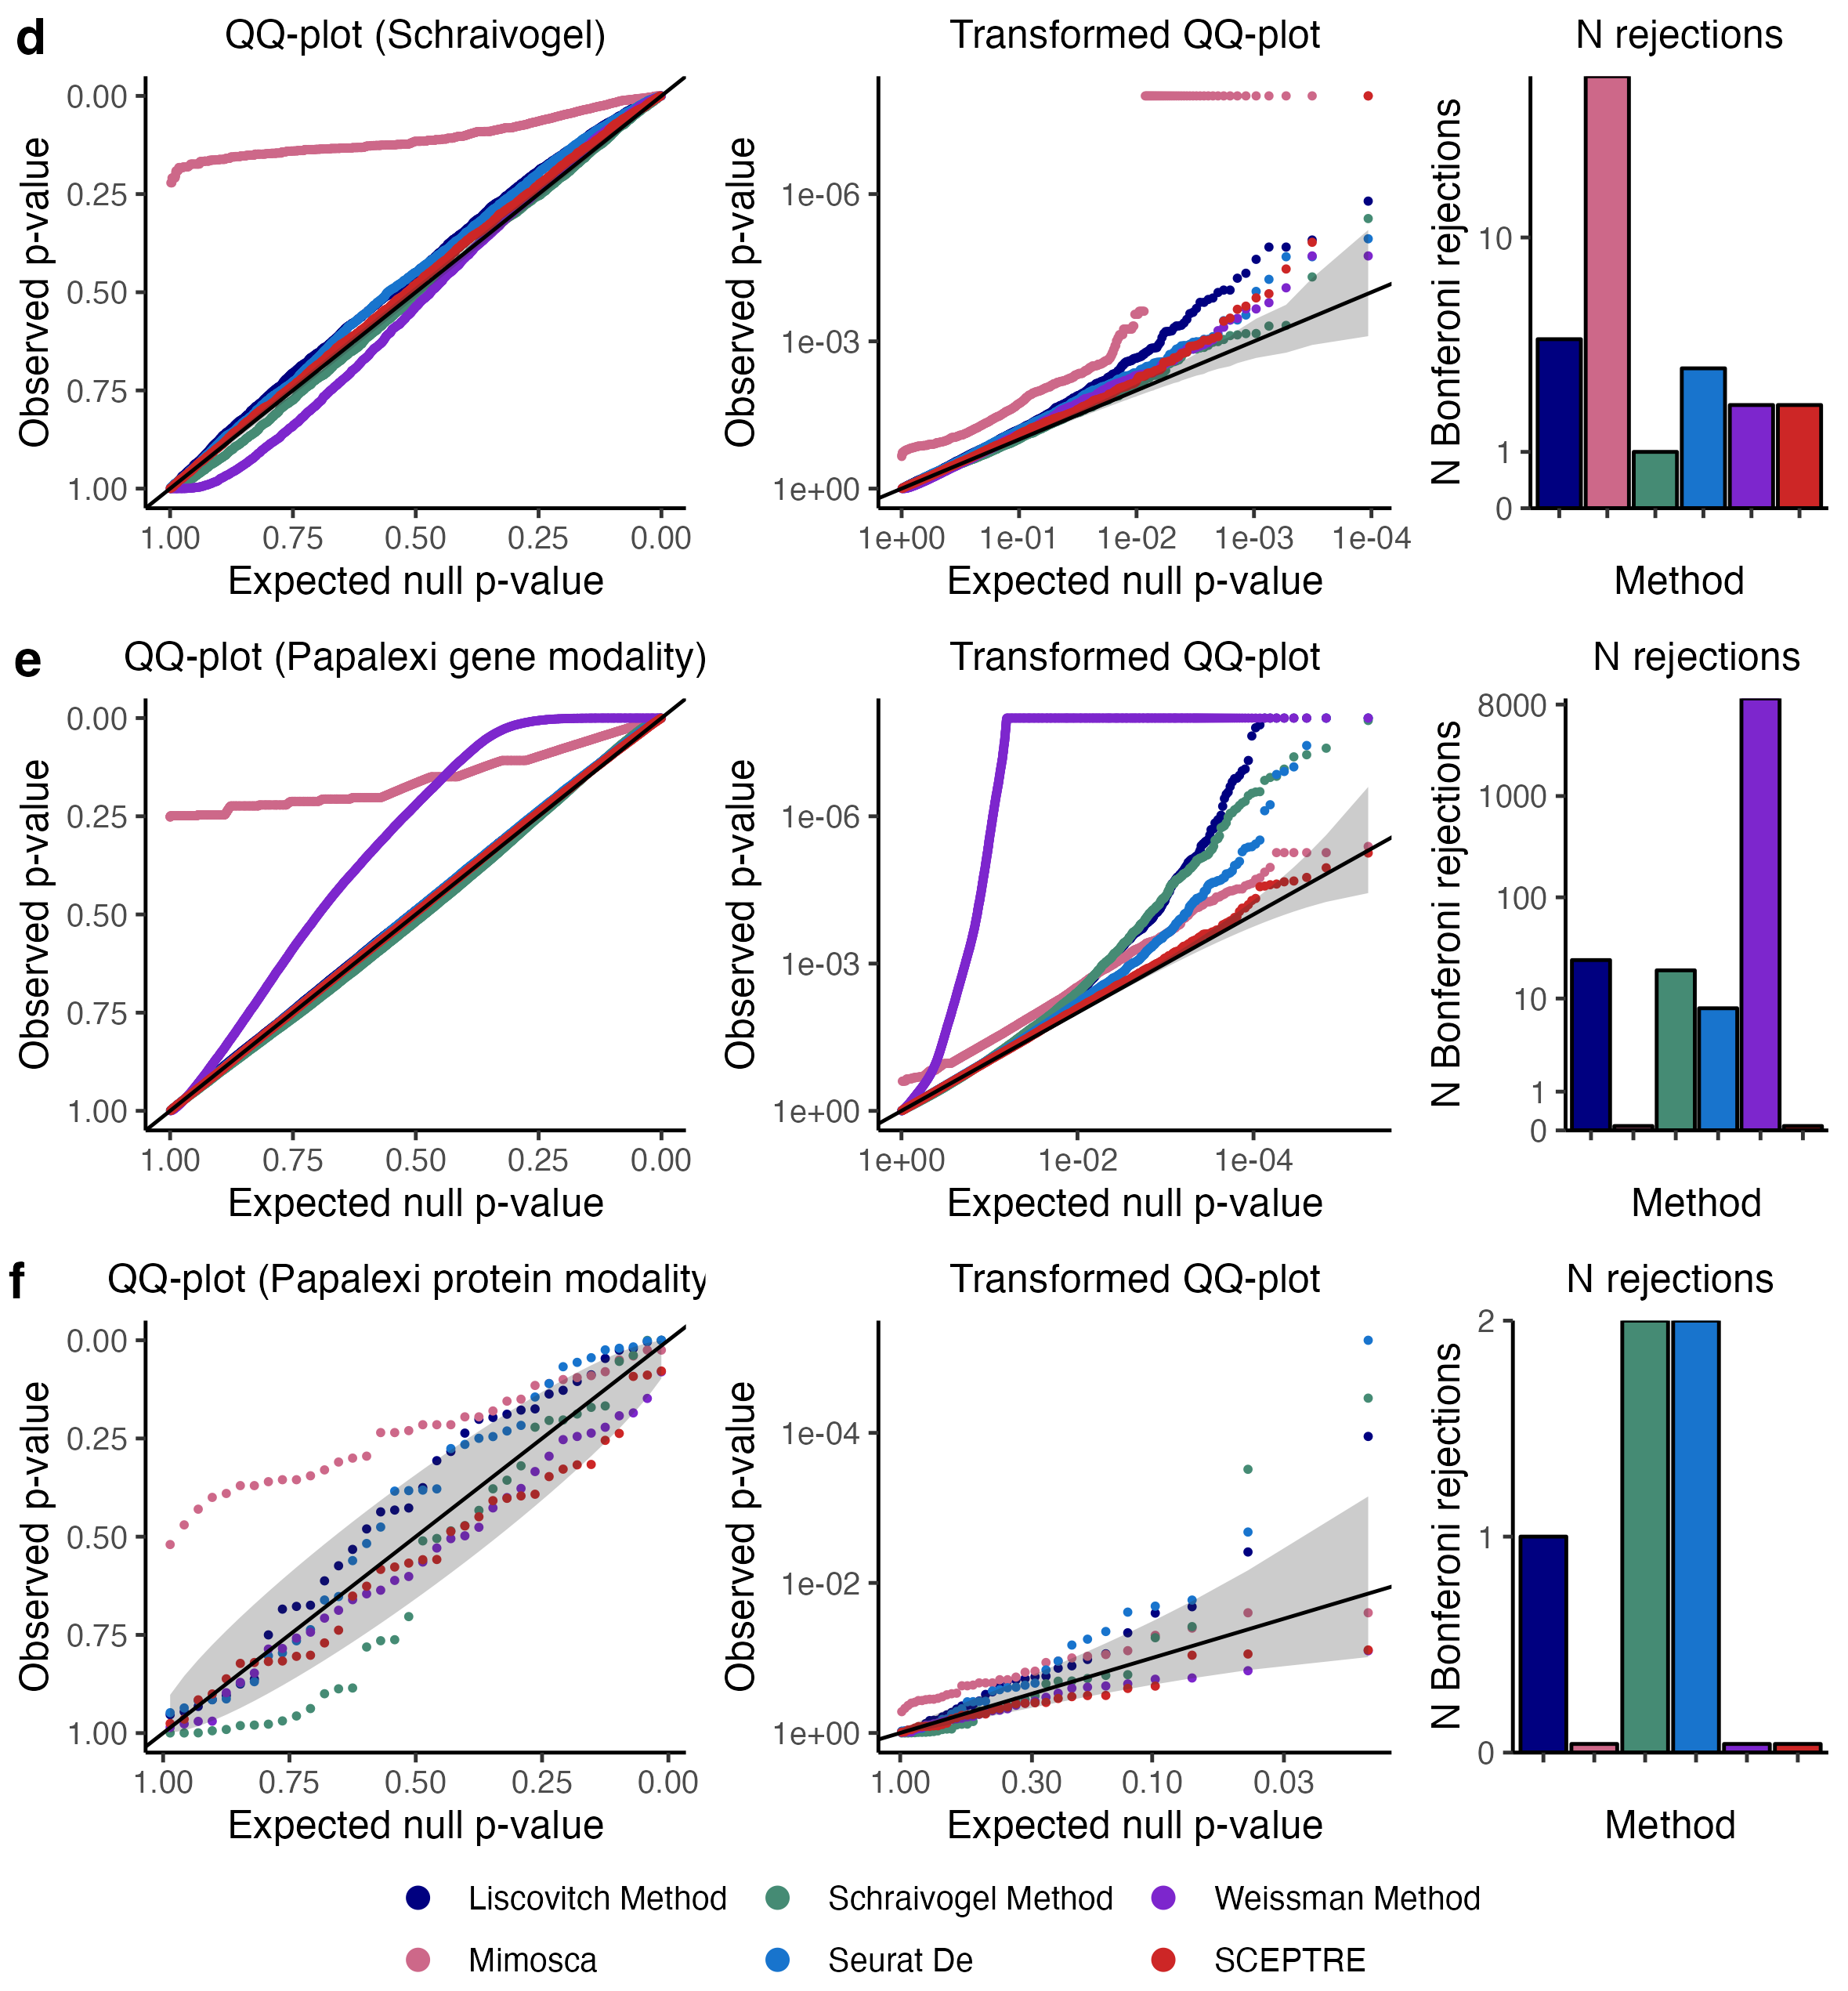 d
QQ-plot (Schraivogel)
Transformed QQ-plot
N rejections
Observed p-value
0.00
0.25
0.50
0.75
1.00
1.00 0.75 0.50 0.25 0.00
Expected null p-value
Observed p-value
1e-06
1e-03
1e+00
1e+00 1e-01 1e-02 1e-03 1e-04
Expected null p-value
N Bonferroni rejections
10
1
0
Method
e
QQ-plot (Papalexi gene modality)
Transformed QQ-plot
N rejections
Observed p-value
0.00
0.25
0.50
0.75
1.00
1.00 0.75 0.50 0.25 0.00
Expected null p-value
Observed p-value
1e-06
1e-03
1e+00
1e+00 1e-02 1e-04
Expected null p-value
N Bonferroni rejections
8000
1000
100
10
1
0
Method
f
QQ-plot (Papalexi protein modality
Transformed QQ-plot
N rejections
Observed p-value
0.00
0.25
0.50
0.75
1.00
1.00 0.75 0.50 0.25 0.00
Expected null p-value
Observed p-value
1e-04
1e-02
1e+00
1.00 0.30 0.10 0.03
Expected null p-value
N Bonferroni rejections
2
1
0
Method
Liscovitch Method Schraivogel Method Weissman Method
Mimosca Seurat De SCEPTRE